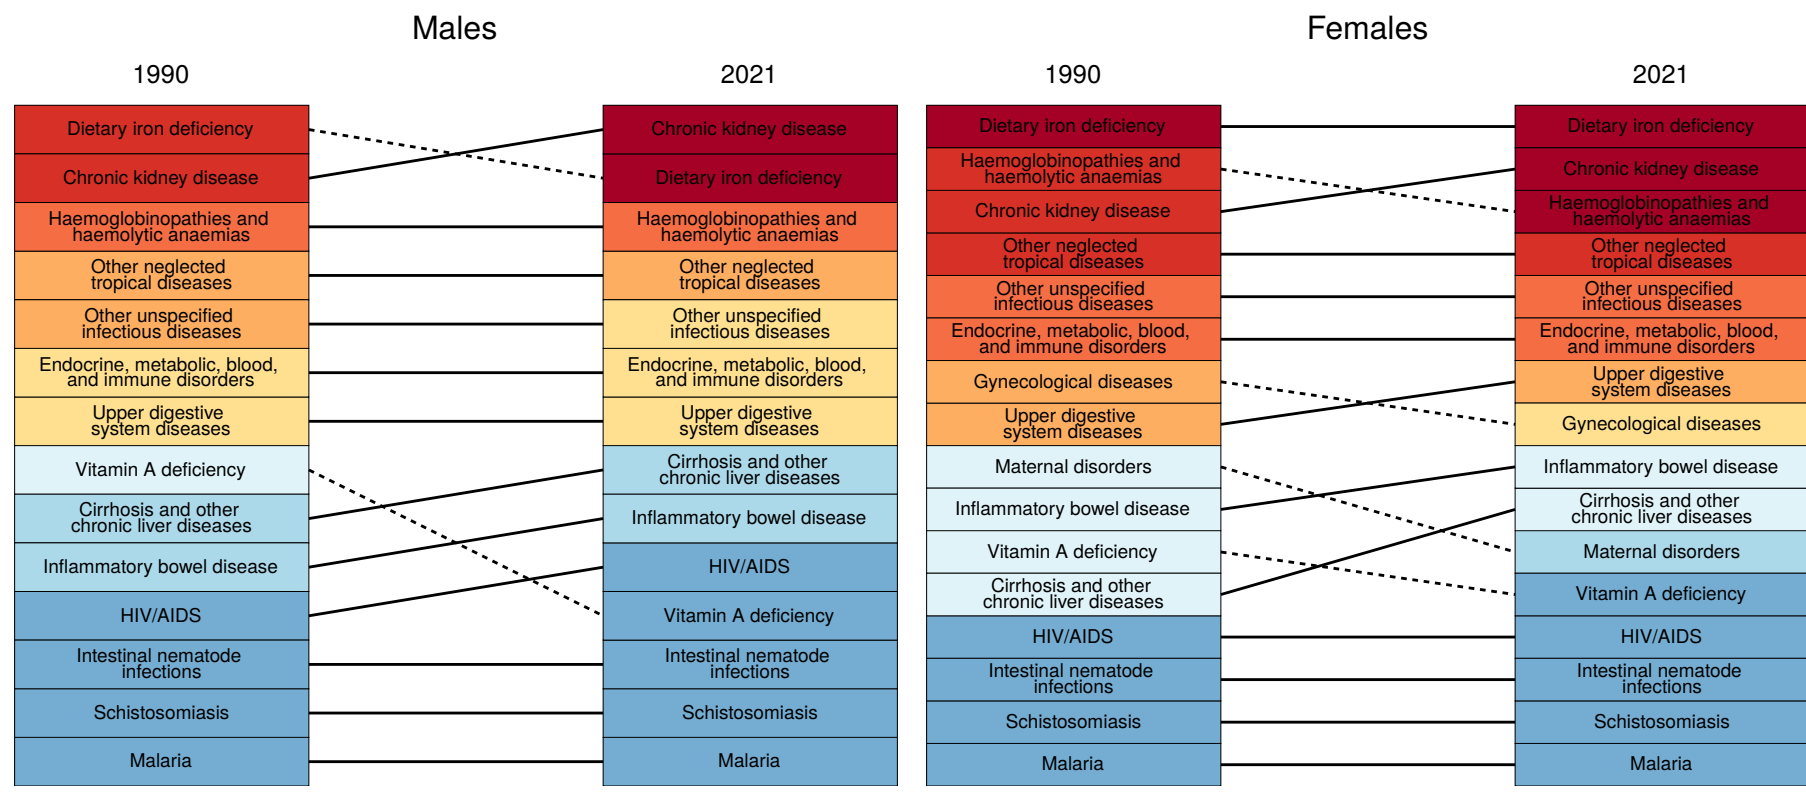 Males
1990
2021
Dietary iron deficiency
Chronic kidney disease
Haemoglobinopathies and
haemolytic anaemias
Other neglected
tropical diseases
Other unspecified
infectious diseases
Endocrine, metabolic, blood,
and immune disorders
Upper digestive
system diseases
Vitamin A deficiency
Cirrhosis and other
chronic liver diseases
Inflammatory bowel disease
HIV/AIDS
Intestinal nematode
infections
Schistosomiasis
Malaria
Chronic kidney disease
Dietary iron deficiency
Haemoglobinopathies and
haemolytic anaemias
Other neglected
tropical diseases
Other unspecified
infectious diseases
Endocrine, metabolic, blood,
and immune disorders
Upper digestive
system diseases
Cirrhosis and other
chronic liver diseases
Inflammatory bowel disease
HIV/AIDS
Vitamin A deficiency
Intestinal nematode
infections
Schistosomiasis
Malaria
Females
1990
2021
Dietary iron deficiency
Haemoglobinopathies and
haemolytic anaemias
Chronic kidney disease
Other neglected
tropical diseases
Other unspecified
infectious diseases
Endocrine, metabolic, blood,
and immune disorders
Gynecological diseases
Upper digestive
system diseases
Maternal disorders
Inflammatory bowel disease
Vitamin A deficiency
Cirrhosis and other
chronic liver diseases
HIV/AIDS
Intestinal nematode
infections
Schistosomiasis
Malaria
Dietary iron deficiency
Chronic kidney disease
Haemoglobinopathies and
haemolytic anaemias
Other neglected
tropical diseases
Other unspecified
infectious diseases
Endocrine, metabolic, blood,
and immune disorders
Upper digestive
system diseases
Gynecological diseases
Inflammatory bowel disease
Cirrhosis and other
chronic liver diseases
Maternal disorders
Vitamin A deficiency
HIV/AIDS
Intestinal nematode
infections
Schistosomiasis
Malaria